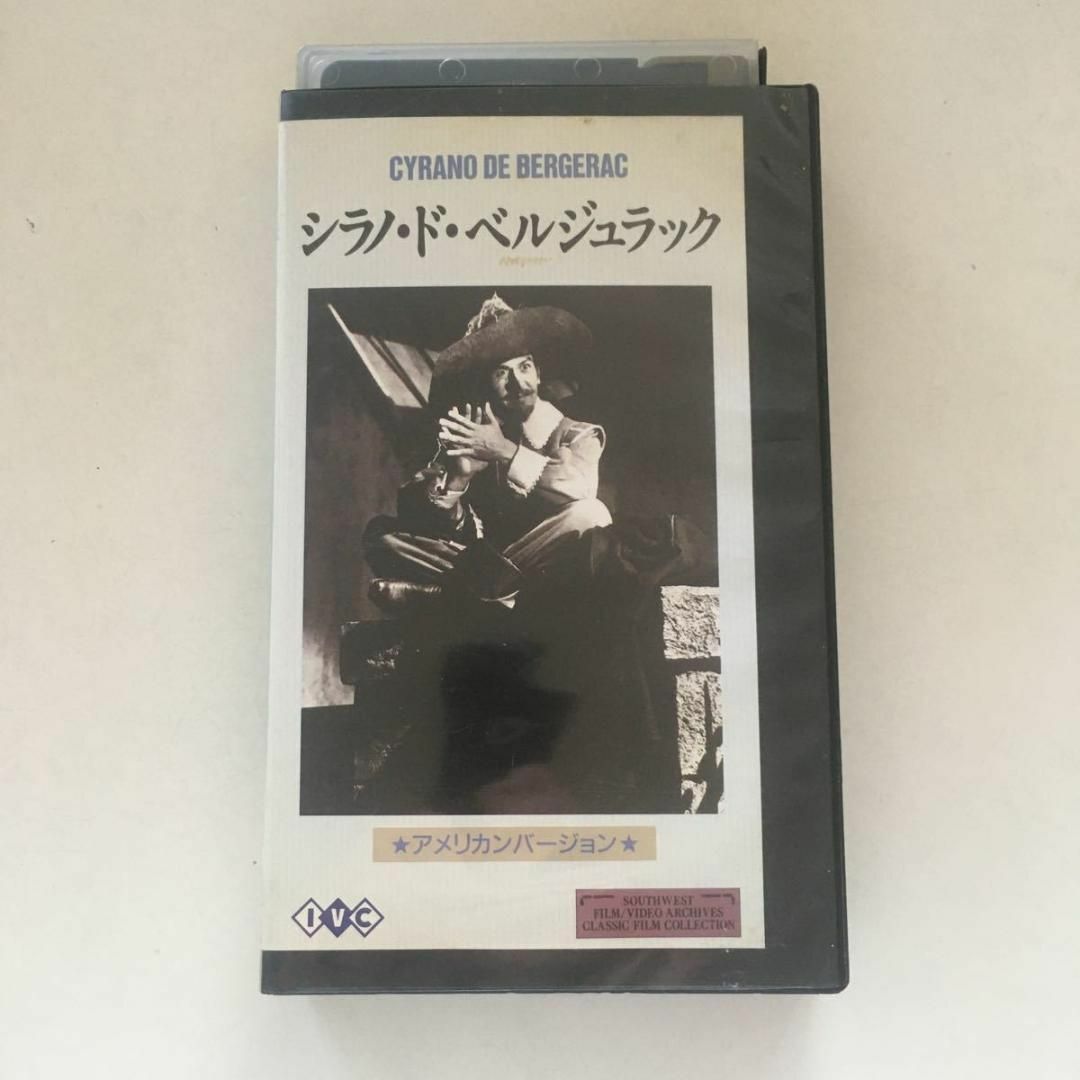 CYRANO DE BERGERAC
シラノ・ド・ベルジュラック
★アメリカンバージョン★
IVC
SOUTHWEST
FILM/VIDEO ARCHIVES
CLASSIC FILM COLLECTION